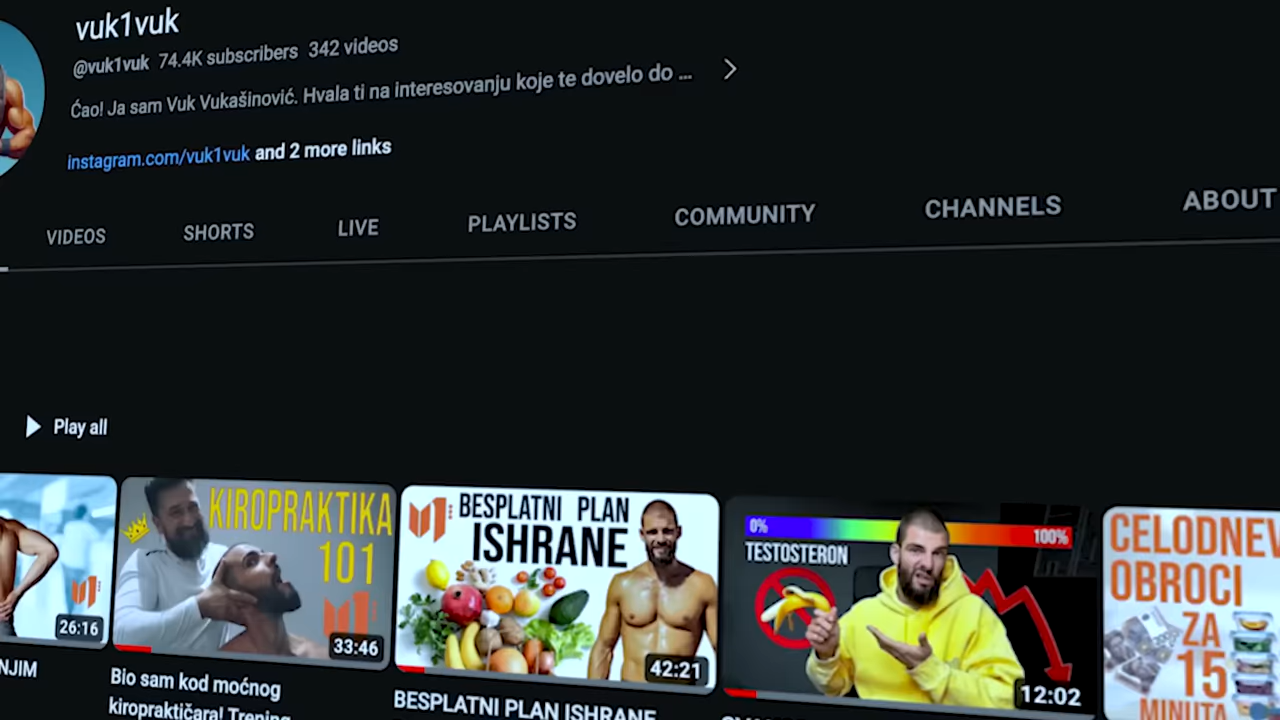 vuk1vuk
@vuk1vuk 74.4K subscribers 342 videos
Ćao! Ja sam Vuk Vukašinović. Hvala ti na interesovanju koje te dovelo do ...
instagram.com/vuk1vuk and 2 more links
VIDEOS SHORTS LIVE PLAYLISTS COMMUNITY CHANNELS ABOUT
Play all
26:16
NJIM
KIROPRAKTIKA
101
33:46
Bio sam kod moćnog
kiropraktičara! Trening
BESPLATNI PLAN
ISHRANE
42:21
BESPLATNI PLAN ISHRANE
0% 100%
TESTOSTERON
12:02
CELODNEV
OBROCI
ZA
15
MINUTA